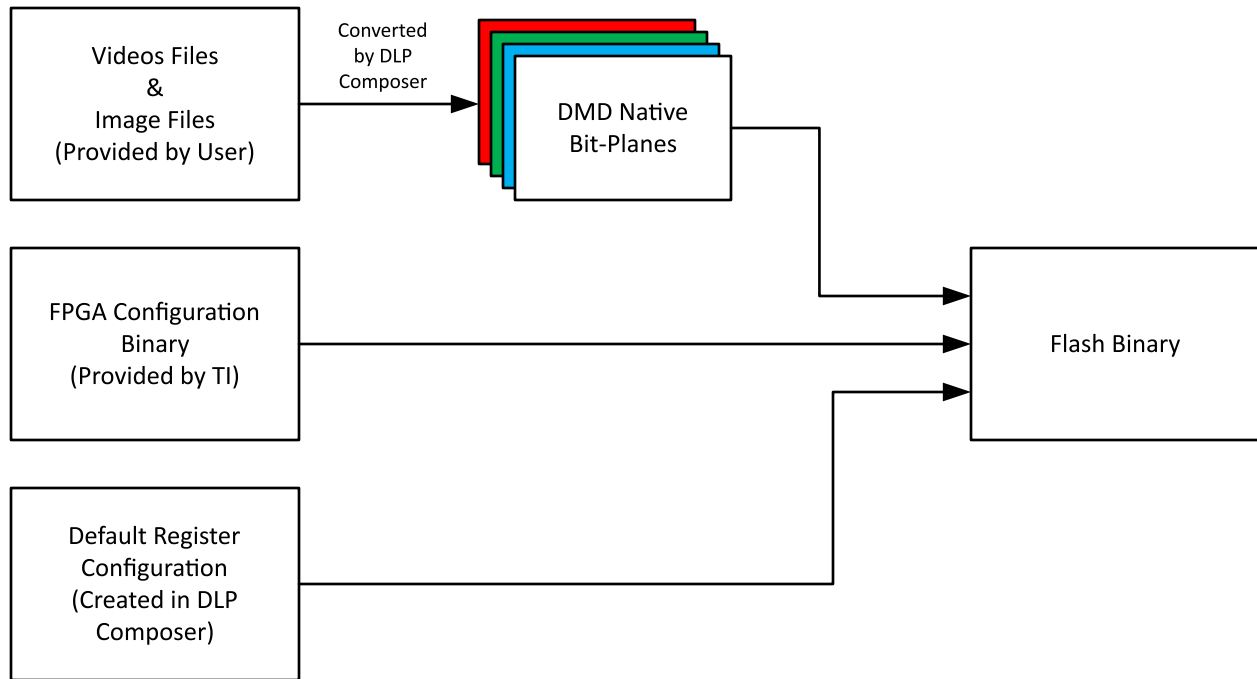 Videos Files
&
Image Files
(Provided by User)
Converted
by DLP
Composer
DMD Native
Bit-Planes
FPGA Configuration
Binary
(Provided by TI)
Flash Binary
Default Register
Configuration
(Created in DLP
Composer)